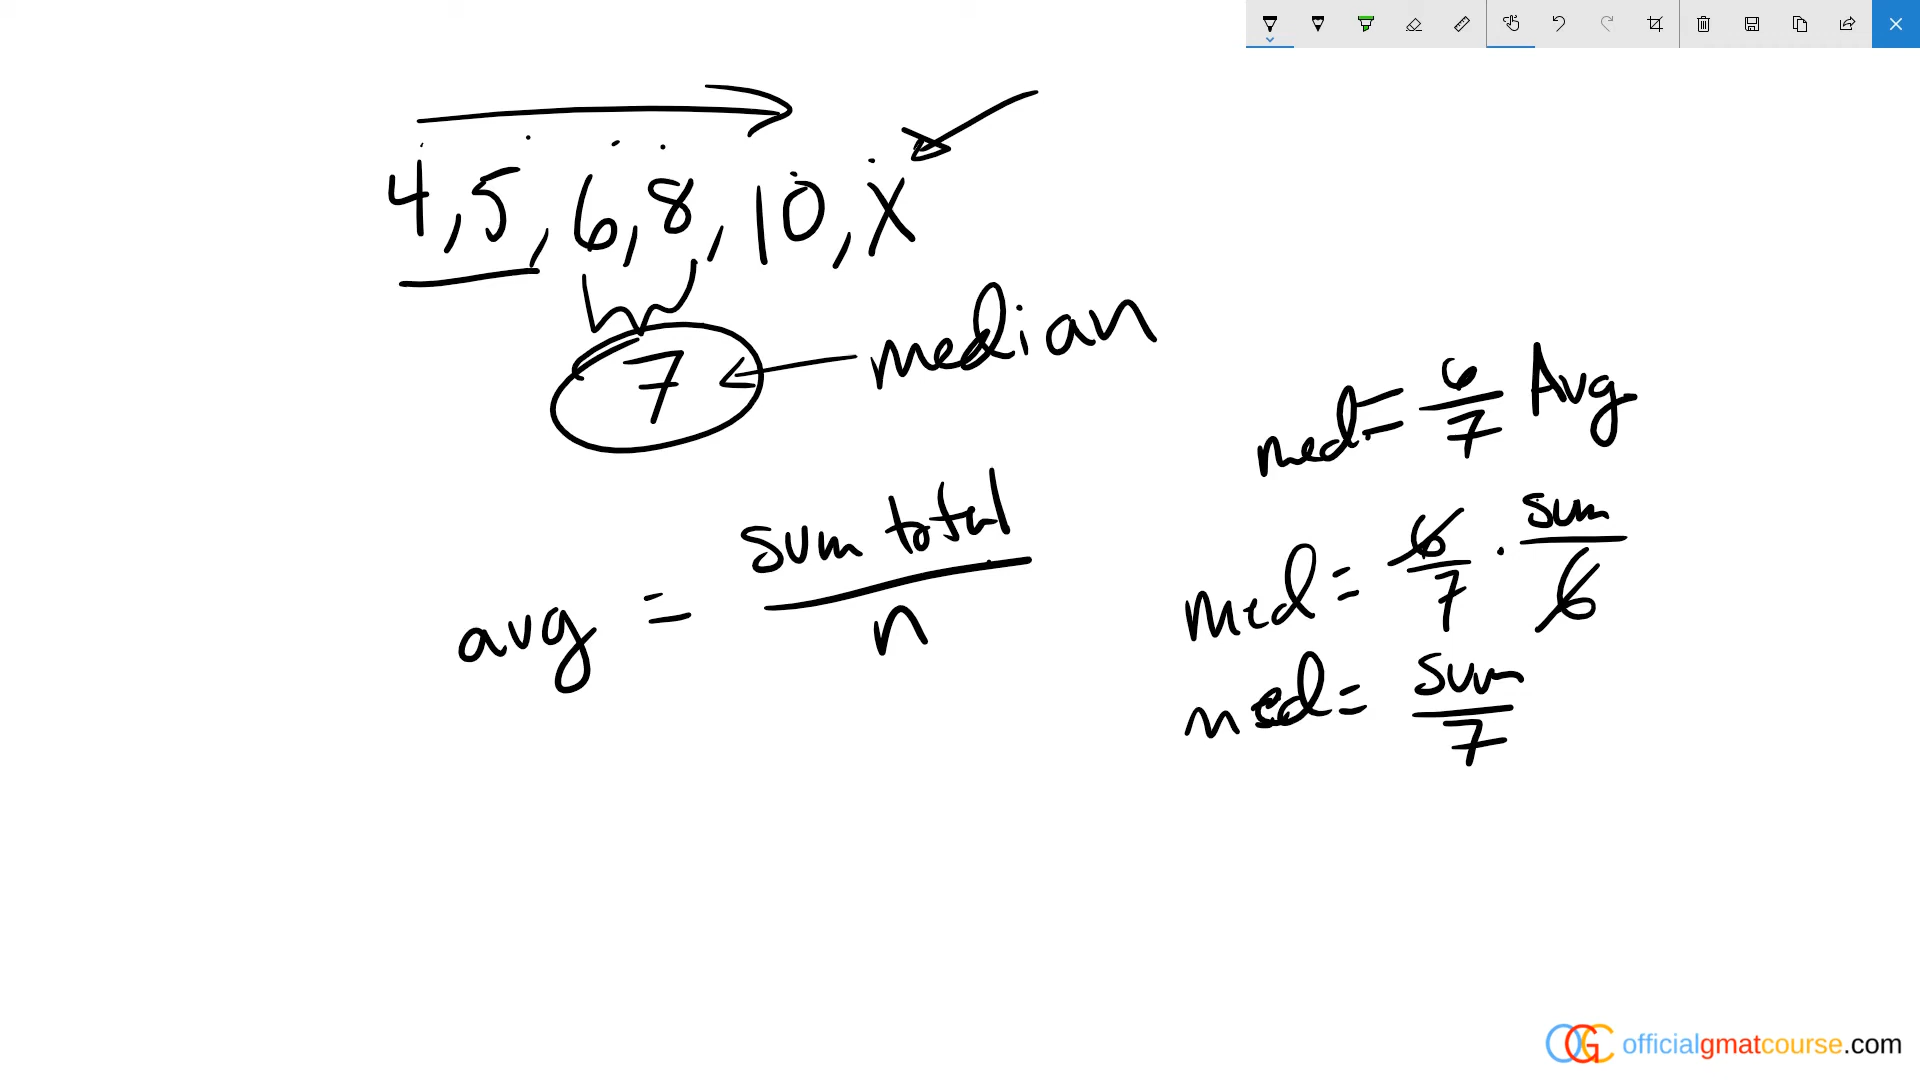 4, 5, 6, 8, 10, x
7 ← median
med = 6/7 Avg.
avg = sum total / n
med = 6/7 · sum/6
med = sum/7
officialgmatcourse.com